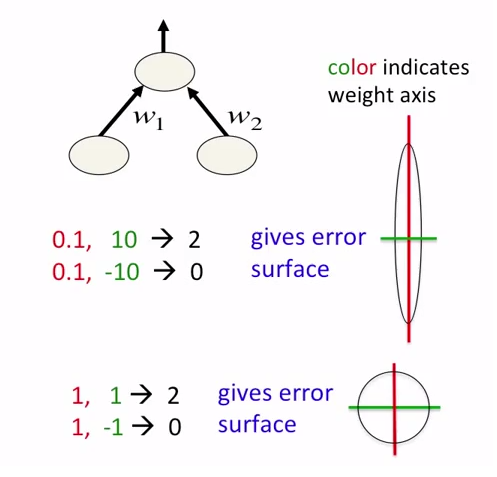 color indicates
weight axis
w1
w2
0.1, 10 → 2
0.1, -10 → 0
gives error
surface
1, 1 → 2
1, -1 → 0
gives error
surface